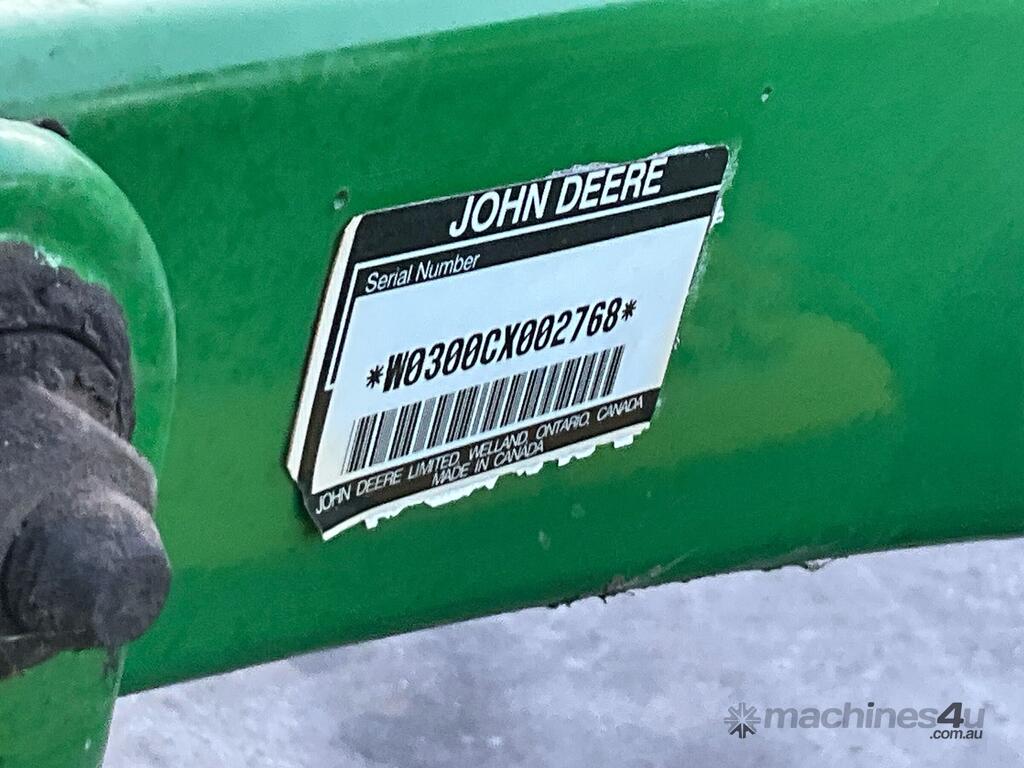 JOHN DEERE
Serial Number
*W0300CX002768*
JOHN DEERE LIMITED, WELLAND, ONTARIO, CANADA
MADE IN CANADA
machines4u
.com.au